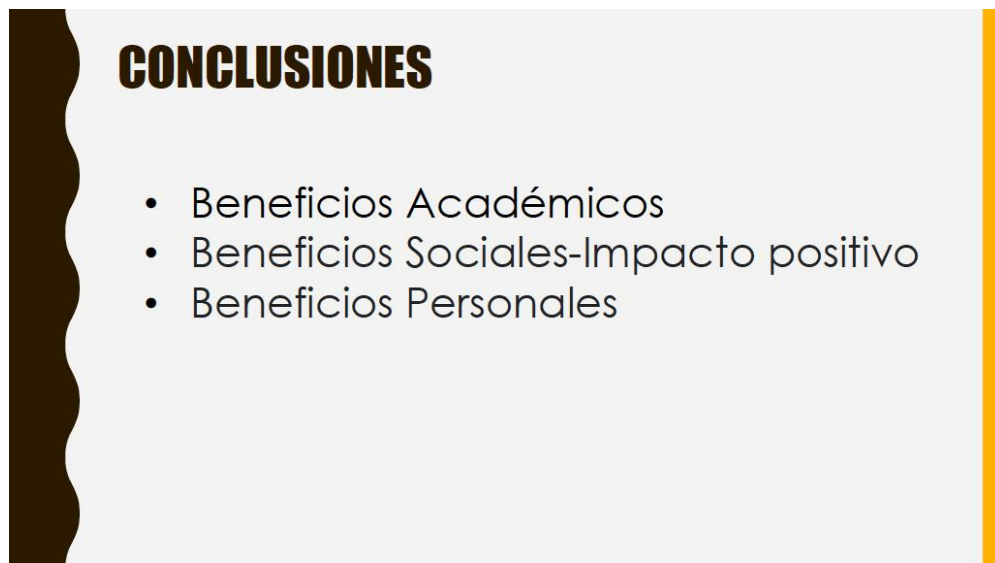 CONCLUSIONES
• Beneficios Académicos
• Beneficios Sociales-Impacto positivo
• Beneficios Personales